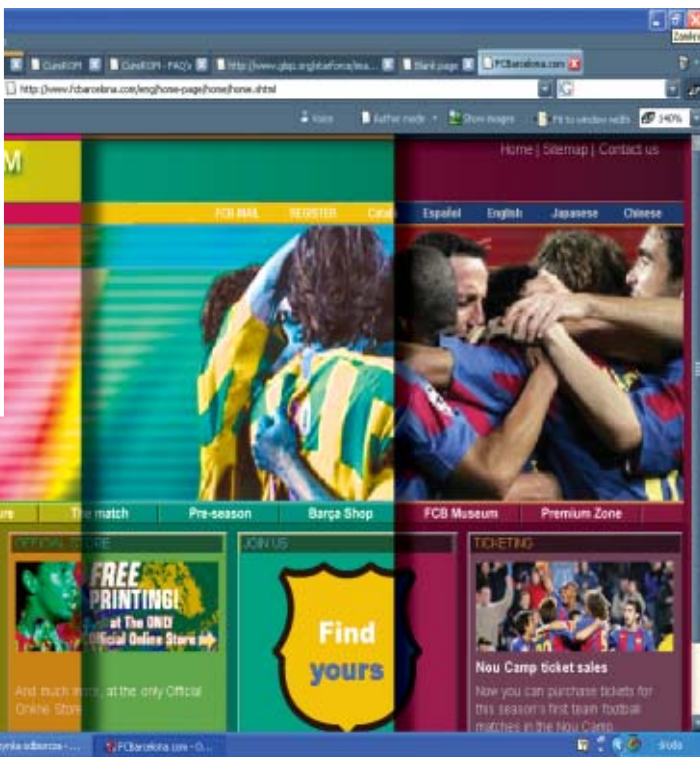 CureROM
CureROM - FAQ's
Blank page
FCBarcelona.com
http://www.fcbarcelona.com/eng/home-page/home/home.shtml
G
Voice
Author mode
Show images
Fit to window width
140%
M
Home | Sitemap | Contact us
FCB MAIL
REGISTER
Català
Español
English
Japanese
Chinese
The match
Pre-season
Barça Shop
FCB Museum
Premium Zone
OFFICIAL STORE
JOIN US
TICKETING
FREE
PRINTING!
at The ONLY
Official Online Store
Find
yours
Nou Camp ticket sales
And much more, at the only Official
Online Store
Now you can purchase tickets for
this season's first team football
matches in the Nou Camp
FCBarcelona.com - O...
środa